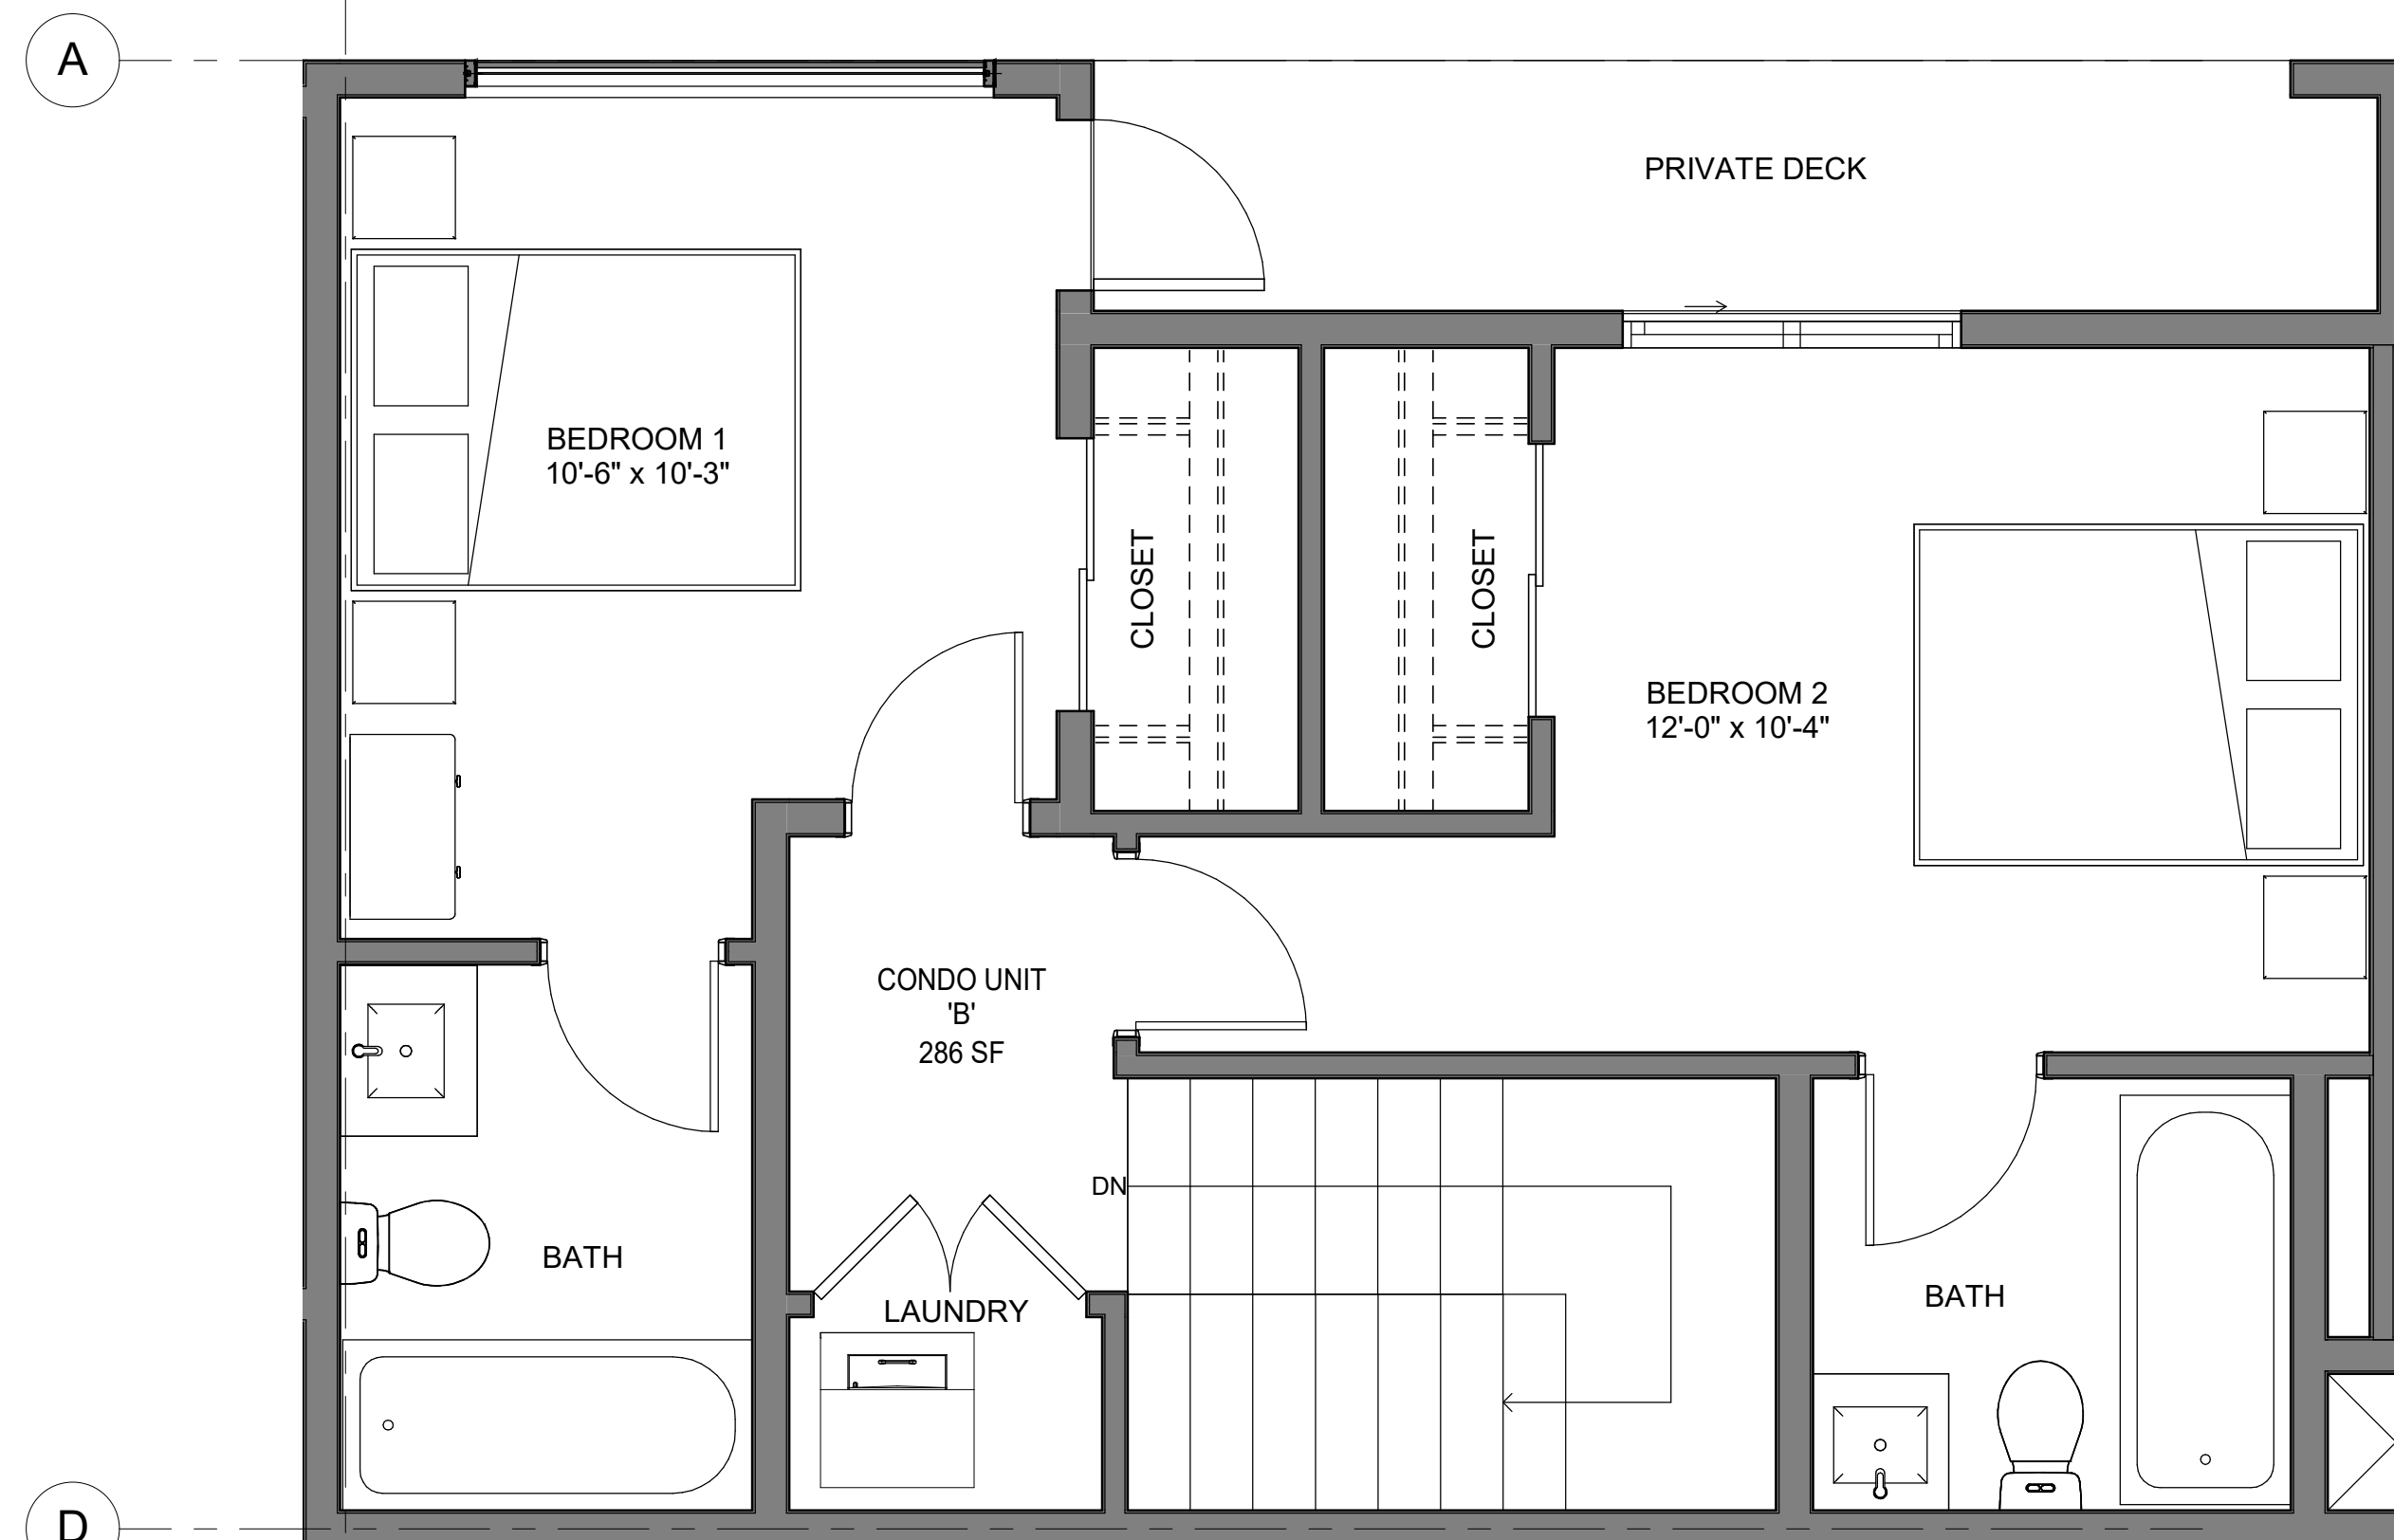 A
PRIVATE DECK
BEDROOM 1
10'-6" x 10'-3"
CLOSET
CLOSET
BEDROOM 2
12'-0" x 10'-4"
CONDO UNIT
'B'
286 SF
DN
BATH
LAUNDRY
BATH
D